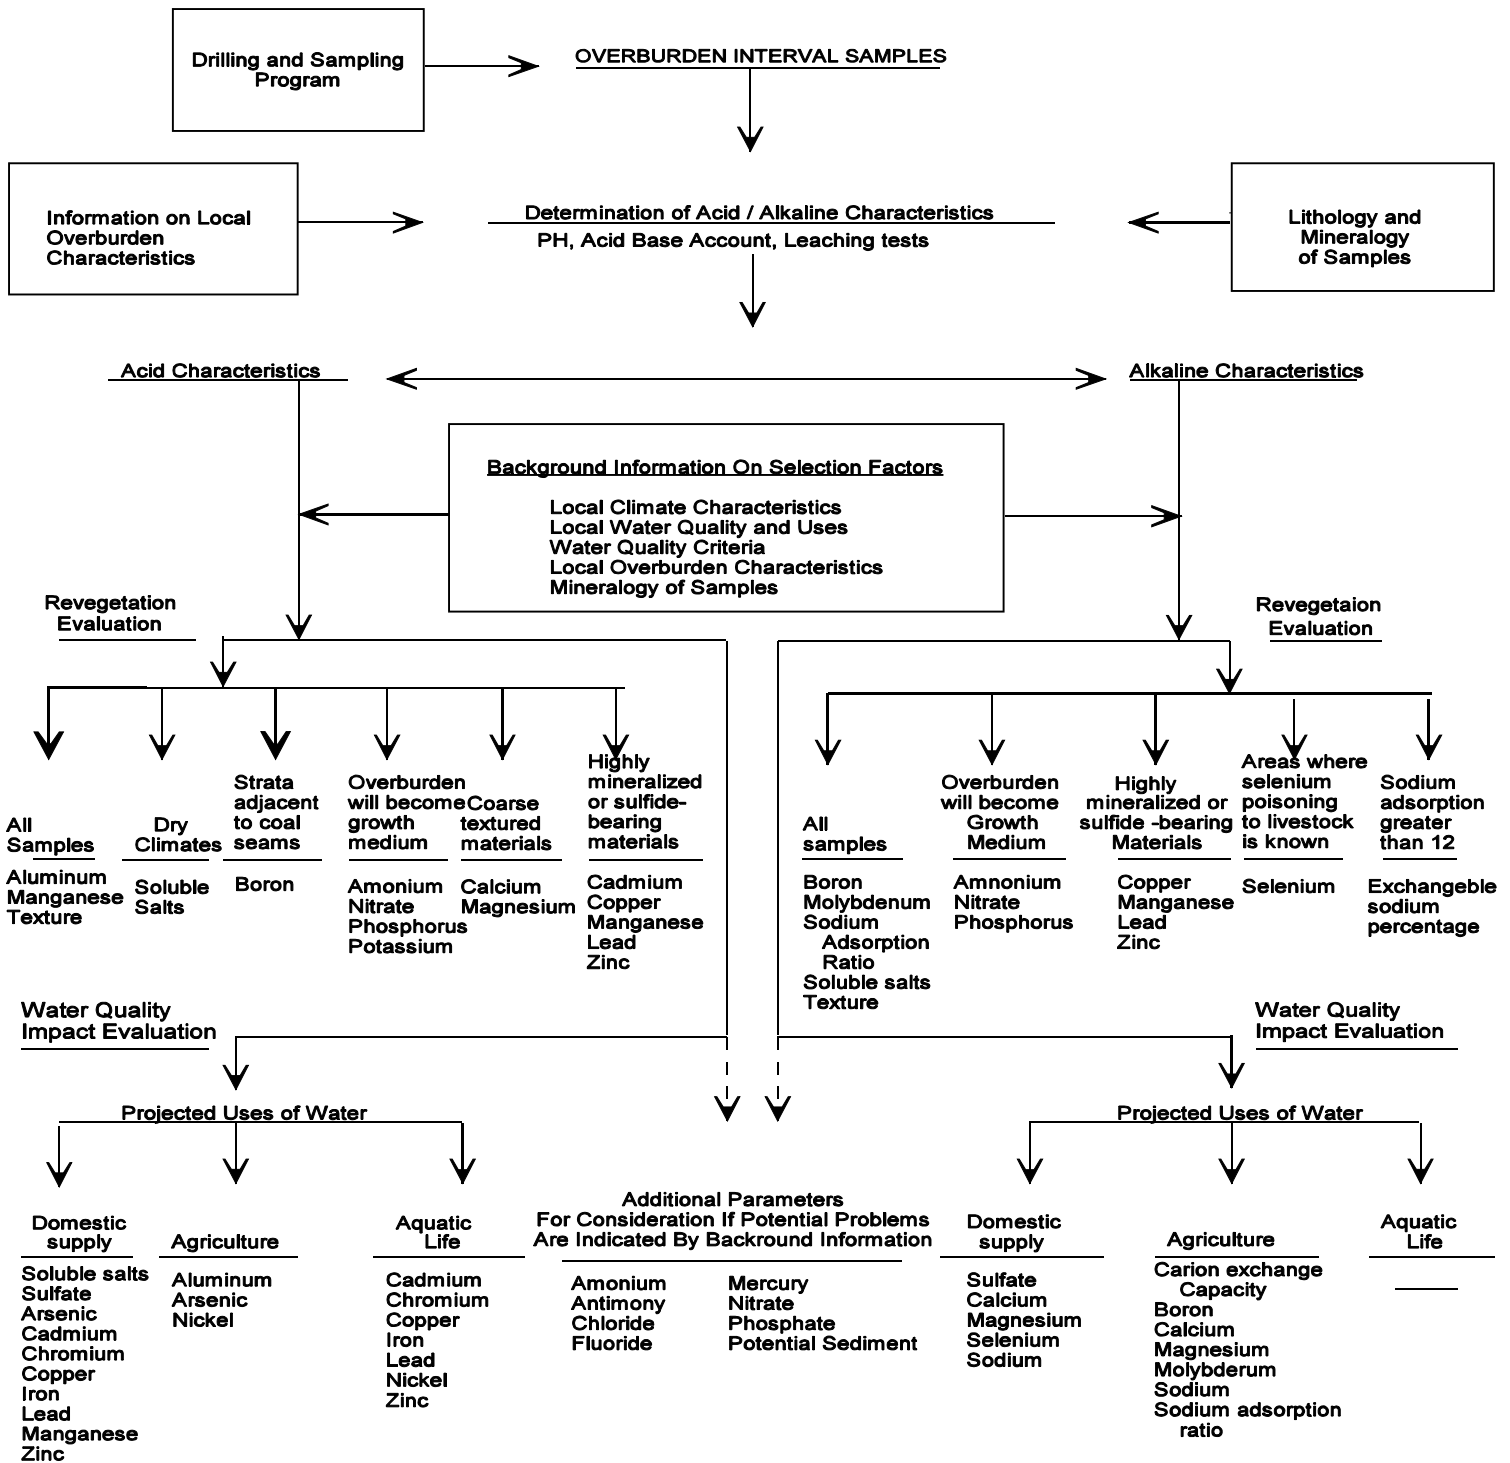 Drilling and Sampling
Program
OVERBURDEN INTERVAL SAMPLES
Information on Local
Overburden
Characteristics
Determination of Acid / Alkaline Characteristics
PH, Acid Base Account, Leaching tests
Lithology and
Mineralogy
of Samples
Acid Characteristics
Alkaline Characteristics
Background Information On Selection Factors
Local Climate Characteristics
Local Water Quality and Uses
Water Quality Criteria
Local Overburden Characteristics
Mineralogy of Samples
Revegetation
Evaluation
Revegetaion
Evaluation
All
Samples
Aluminum
Manganese
Texture
Dry
Climates
Soluble
Salts
Strata
adjacent
to coal
seams
Boron
Overburden
will become
growth
medium
Amonium
Nitrate
Phosphorus
Potassium
Coarse
textured
materials
Calcium
Magnesium
Highly
mineralized
or sulfide-
bearing
materials
Cadmium
Copper
Manganese
Lead
Zinc
All
samples
Boron
Molybdenum
Sodium
Adsorption
Ratio
Soluble salts
Texture
Overburden
will become
Growth
Medium
Amnonium
Nitrate
Phosphorus
Highly
mineralized or
sulfide -bearing
Materials
Copper
Manganese
Lead
Zinc
Areas where
selenium
poisoning
to livestock
is known
Selenium
Sodium
adsorption
greater
than 12
Exchangeble
sodium
percentage
Water Quality
Impact Evaluation
Water Quality
Impact Evaluation
Projected Uses of Water
Projected Uses of Water
Domestic
supply
Soluble salts
Sulfate
Arsenic
Cadmium
Chromium
Copper
Iron
Lead
Manganese
Zinc
Agriculture
Aluminum
Arsenic
Nickel
Aquatic
Life
Cadmium
Chromium
Copper
Iron
Lead
Nickel
Zinc
Additional Parameters
For Consideration If Potential Problems
Are Indicated By Backround Information
Amonium
Antimony
Chloride
Fluoride
Mercury
Nitrate
Phosphate
Potential Sediment
Domestic
supply
Sulfate
Calcium
Magnesium
Selenium
Sodium
Agriculture
Carion exchange
Capacity
Boron
Calcium
Magnesium
Molybderum
Sodium
Sodium adsorption
ratio
Aquatic
Life